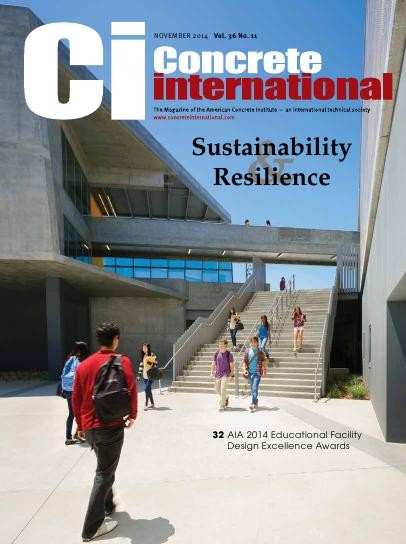 Ci
NOVEMBER 2014 Vol. 36 No. 11
Concrete
international
The Magazine of the American Concrete Institute — an international technical society
www.concreteinternational.com
Sustainability
&
Resilience
32 AIA 2014 Educational Facility
Design Excellence Awards